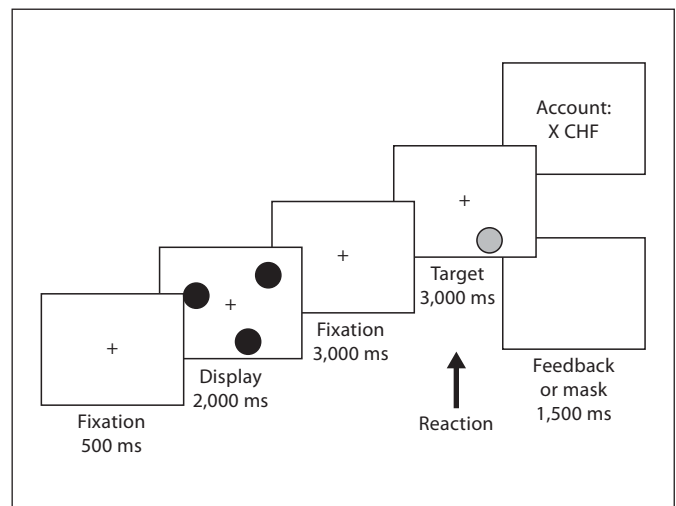 Account:
X CHF
+
+
Target
3,000 ms
+
Fixation
3,000 ms
+
Display
2,000 ms
Fixation
500 ms
Reaction
Feedback
or mask
1,500 ms